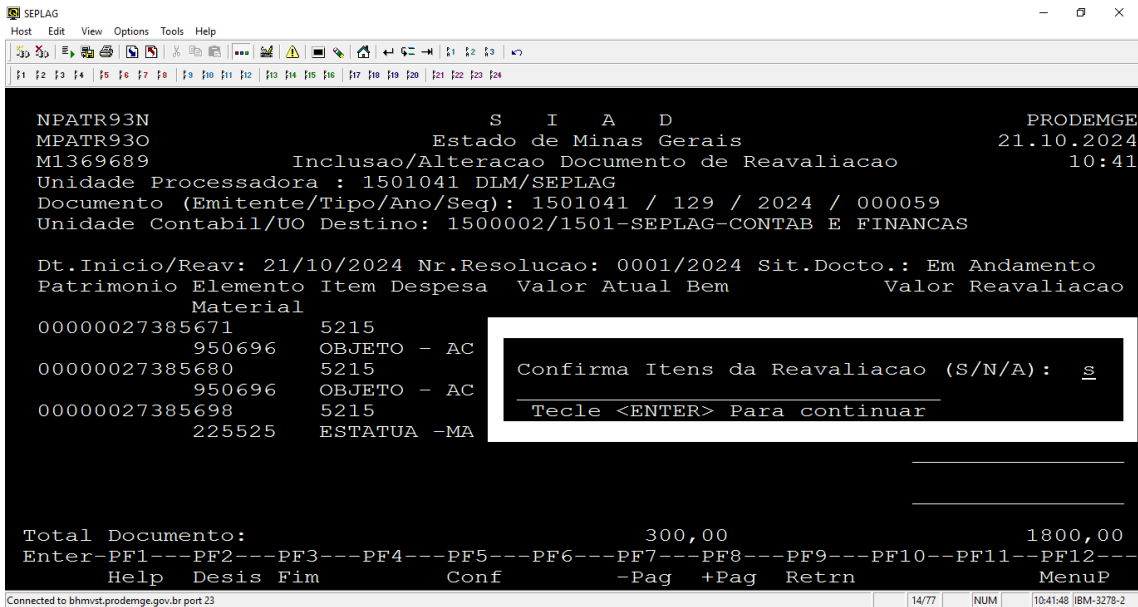 SEPLAG
Host Edit View Options Tools Help
NPATR93N S I A D PRODEMGE
MPATR93O Estado de Minas Gerais 21.10.2024
M1369689 Inclusao/Alteracao Documento de Reavaliacao 10:41
Unidade Processadora : 1501041 DLM/SEPLAG
Documento (Emitente/Tipo/Ano/Seq): 1501041 / 129 / 2024 / 000059
Unidade Contabil/UO Destino: 1500002/1501-SEPLAG-CONTAB E FINANCAS
Dt.Inicio/Reav: 21/10/2024 Nr.Resolucao: 0001/2024 Sit.Docto.: Em Andamento
Patrimonio Elemento Item Despesa Valor Atual Bem Valor Reavaliacao
Material
00000027385671 5215
950696 OBJETO - AC
00000027385680 5215
950696 OBJETO - AC
00000027385698 5215
225525 ESTATUA -MA
Confirma Itens da Reavaliacao (S/N/A): s
Tecle <ENTER> Para continuar
Total Documento: 300,00 1800,00
Enter-PF1---PF2---PF3---PF4---PF5---PF6---PF7---PF8---PF9---PF10--PF11--PF12---
Help Desis Fim Conf -Pag +Pag Retrn MenuP
Connected to bhmvst.prodemge.gov.br port 23 14/77 NUM 10:41:48 IBM-3278-2